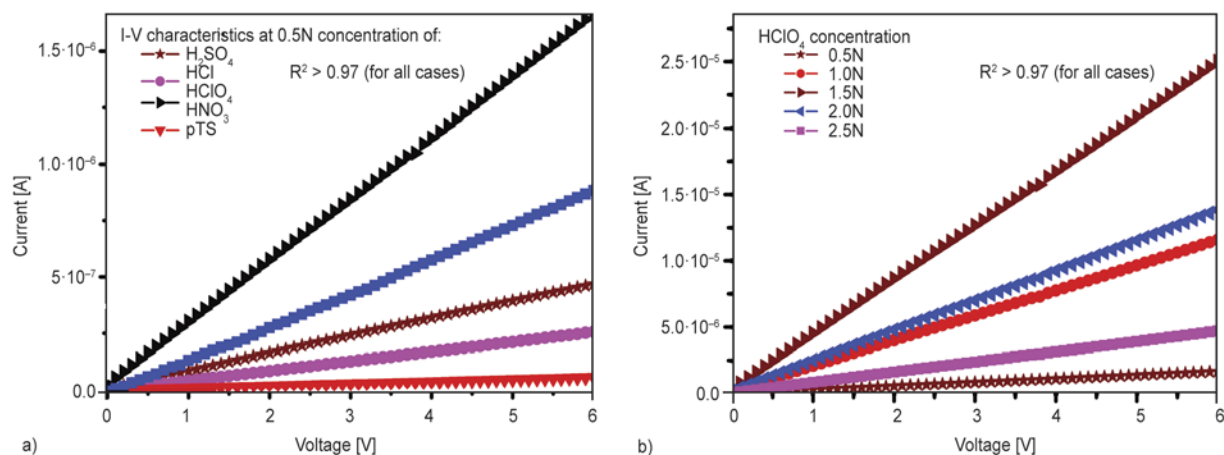 I-V characteristics at 0.5N concentration of:
H₂SO₄
HCl
HClO₄
HNO₃
pTS
R² > 0.97 (for all cases)
1.5·10⁻⁶
1.0·10⁻⁶
5·10⁻⁷
0.0
Current [A]
0 1 2 3 4 5 6
Voltage [V]
a)
HClO₄ concentration
0.5N
1.0N
1.5N
2.0N
2.5N
R² > 0.97 (for all cases)
2.5·10⁻⁵
2.0·10⁻⁵
1.5·10⁻⁵
1.0·10⁻⁵
5.0·10⁻⁶
0.0
Current [A]
0 1 2 3 4 5 6
Voltage [V]
b)